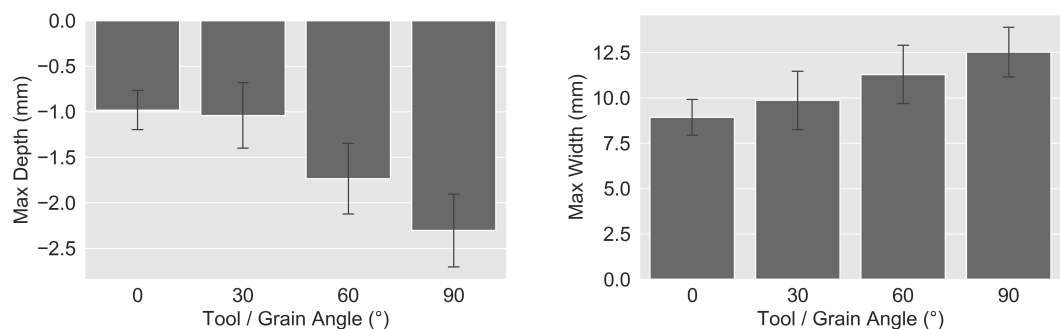 0.0
−0.5
−1.0
−1.5
−2.0
−2.5
Max Depth (mm)
0 30 60 90
Tool / Grain Angle (°)
12.5
10.0
7.5
5.0
2.5
0.0
Max Width (mm)
0 30 60 90
Tool / Grain Angle (°)